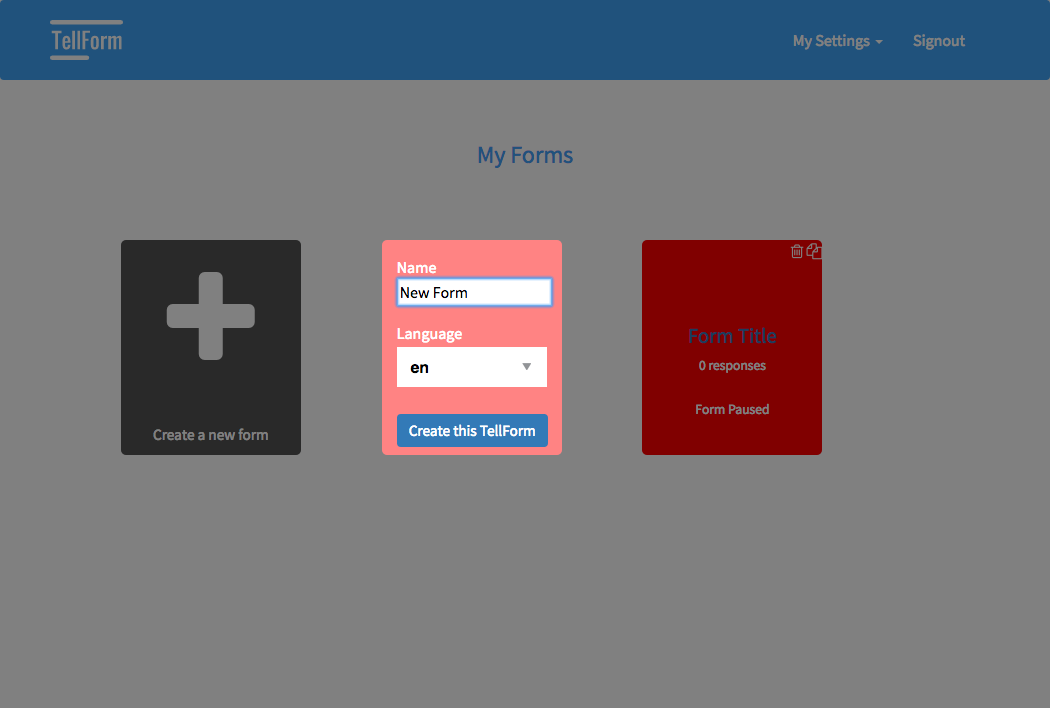 TellForm
My Settings
Signout
My Forms
Create a new form
Name
New Form
Language
en
Create this TellForm
Form Title
0 responses
Form Paused